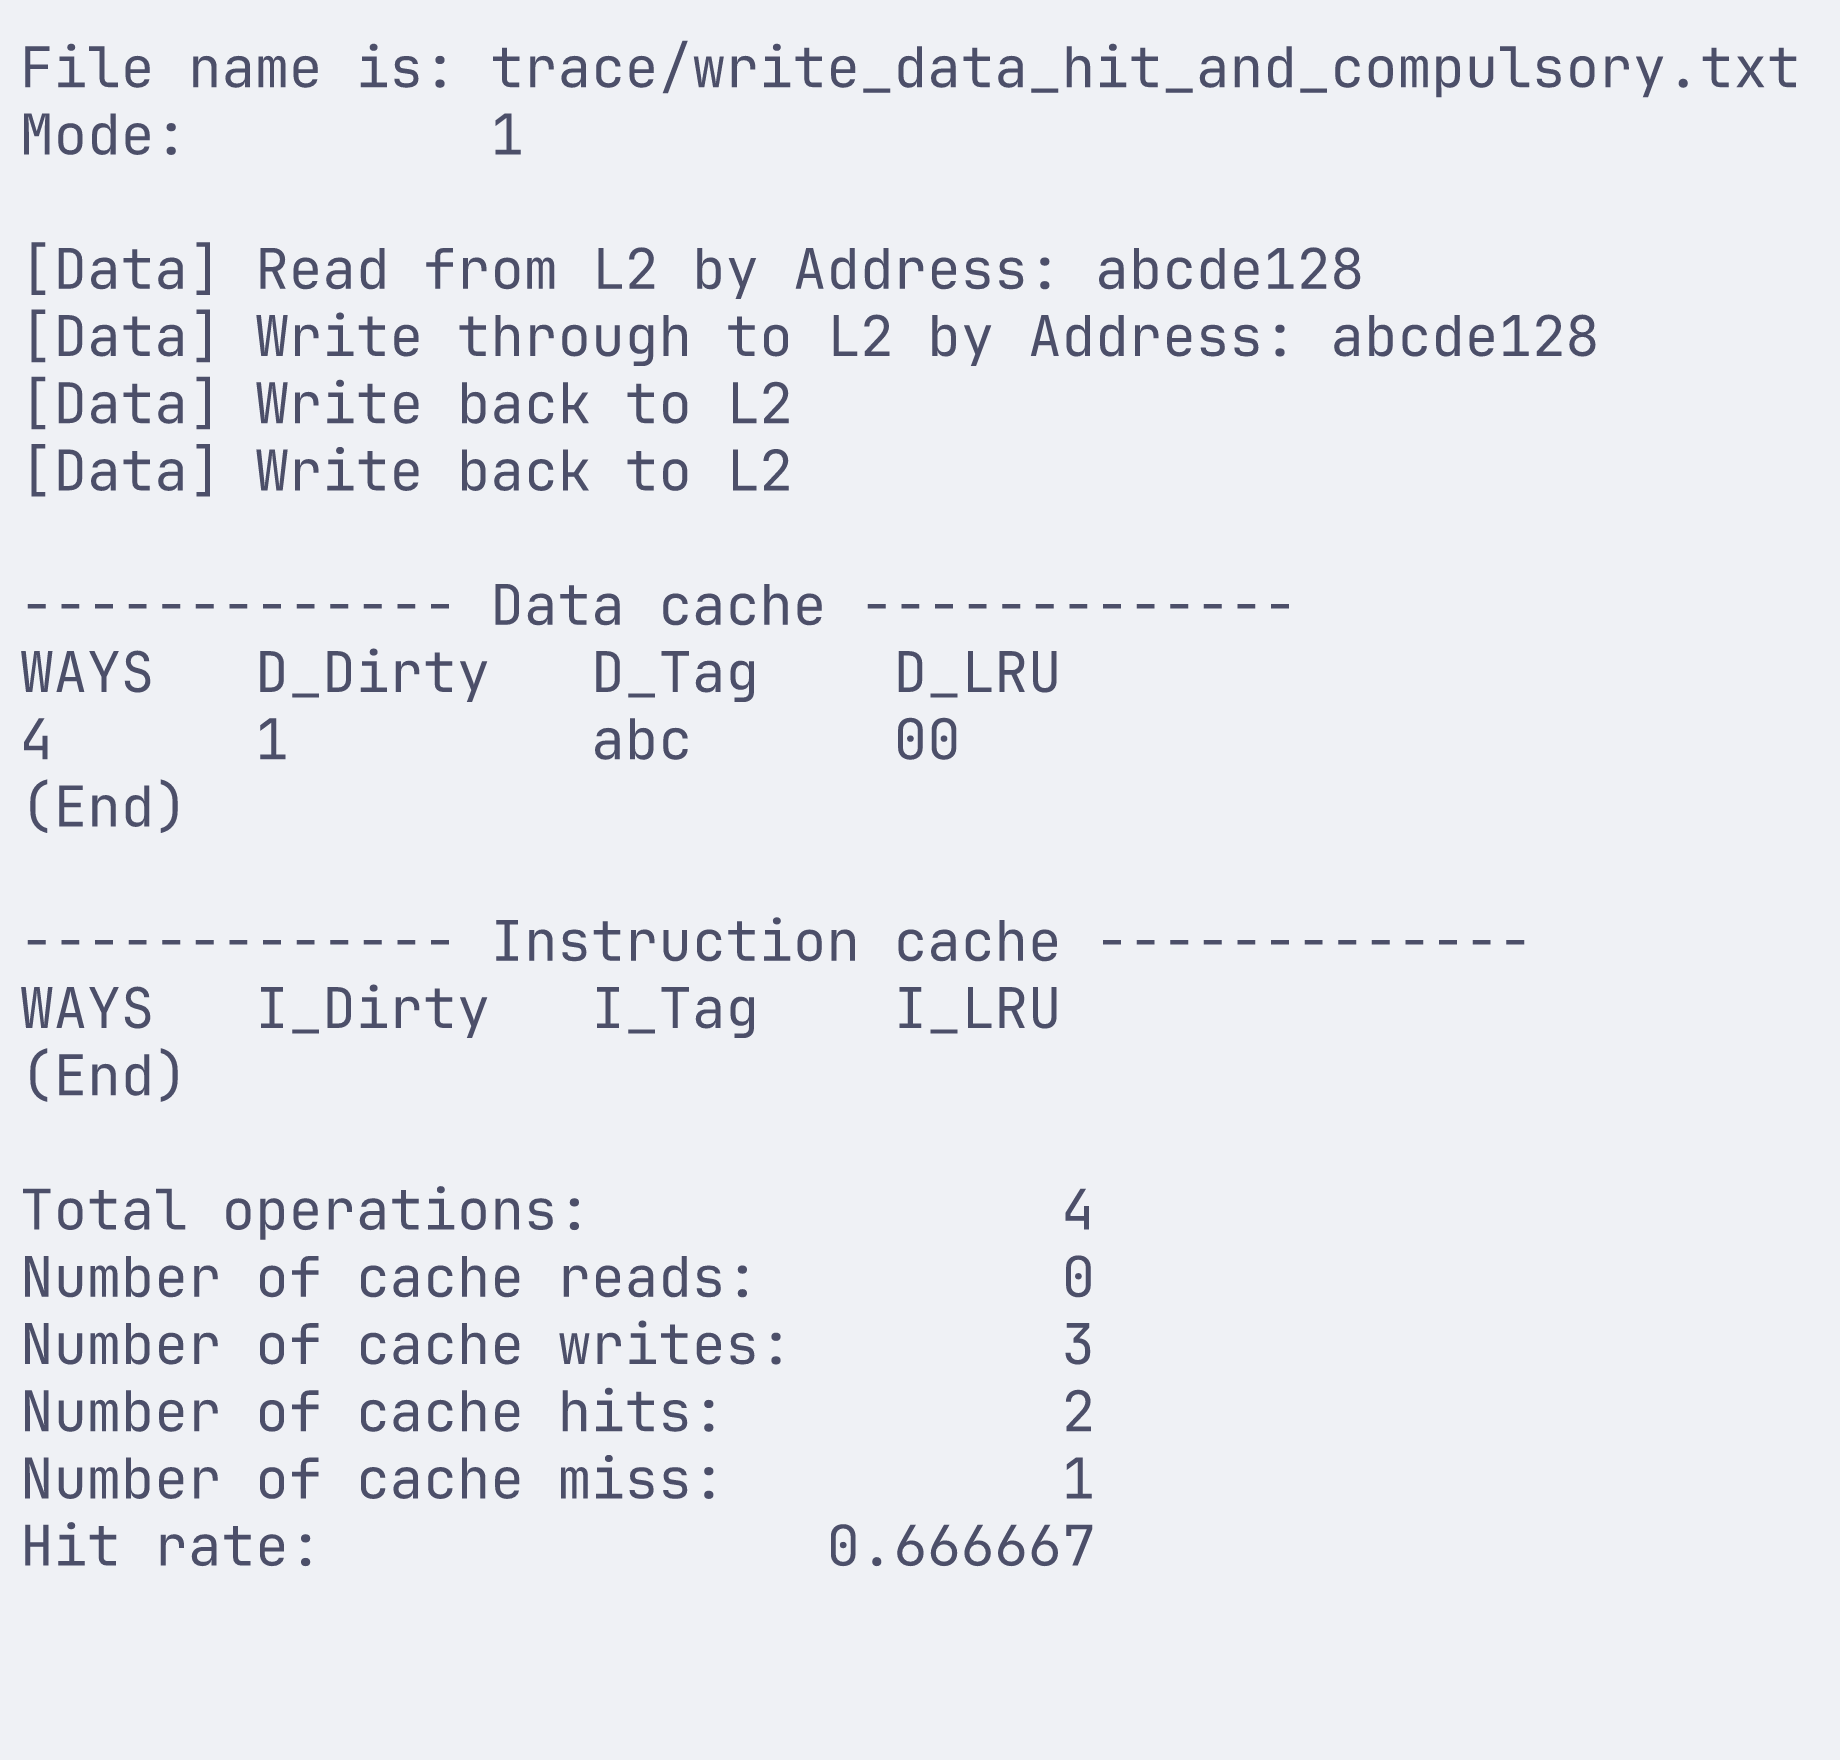 File name is: trace/write_data_hit_and_compulsory.txt
Mode:         1
[Data] Read from L2 by Address: abcde128
[Data] Write through to L2 by Address: abcde128
[Data] Write back to L2
[Data] Write back to L2
------------- Data cache -------------
WAYS   D_Dirty   D_Tag    D_LRU
4      1         abc      00
(End)
------------- Instruction cache -------------
WAYS   I_Dirty   I_Tag    I_LRU
(End)
Total operations:              4
Number of cache reads:         0
Number of cache writes:        3
Number of cache hits:          2
Number of cache miss:          1
Hit rate:               0.666667